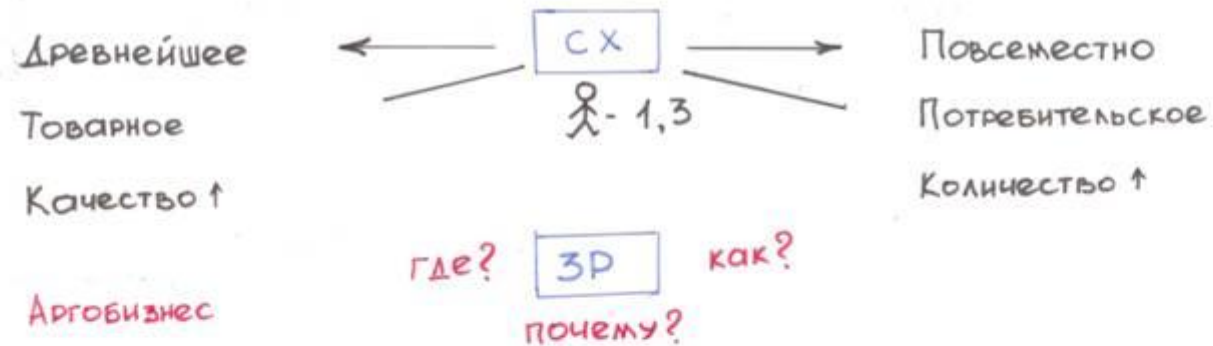 Древнейшее СХ Повсеместно
Товарное - 1,3 Потребительское
Качество ↑ Количество ↑
где? ЗР как?
Аргобизнес
почему?